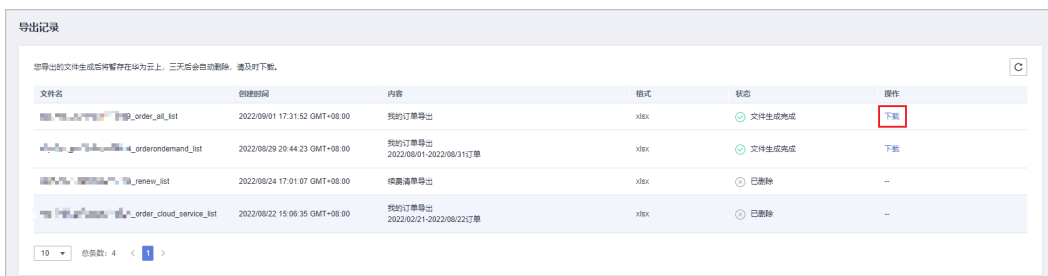 导出记录
您导出的文件生成后将暂存在华为云上，三天后会自动删除，请及时下载。
文件名 创建时间 内容 格式 状态 操作
9_order_all_list 2022/09/01 17:31:52 GMT+08:00 我的订单导出 xlsx 文件生成完成 下载
_orderondemand_list 2022/08/29 20:44:23 GMT+08:00 我的订单导出 xlsx 文件生成完成 下载
2022/08/01-2022/08/31订单
_renew_list 2022/08/24 17:01:07 GMT+08:00 续费清单导出 xlsx 已删除 --
_order_cloud_service_list 2022/08/22 15:06:35 GMT+08:00 我的订单导出 xlsx 已删除 --
2022/02/21-2022/08/22订单
10 总条数：4 < 1 >